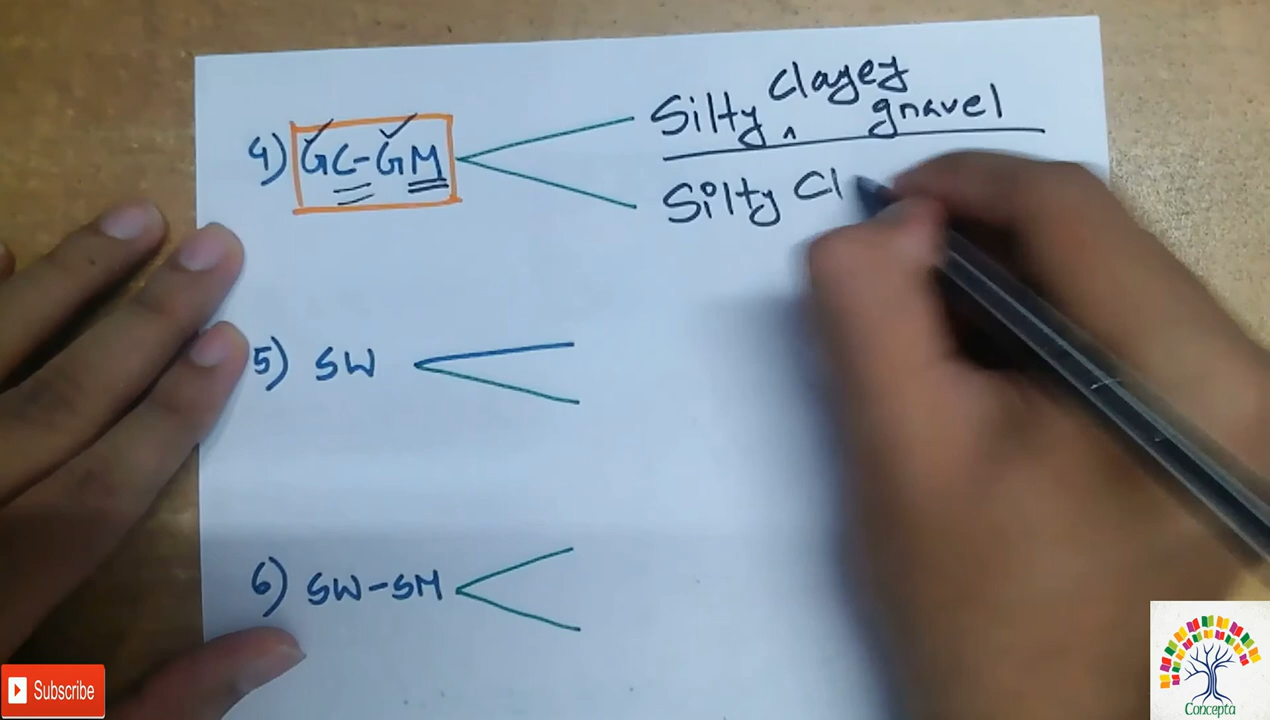 4) GC-GM
Silty, Clayey gravel
Silty Cl
5) SW
6) SW-SM
Subscribe
Concepta